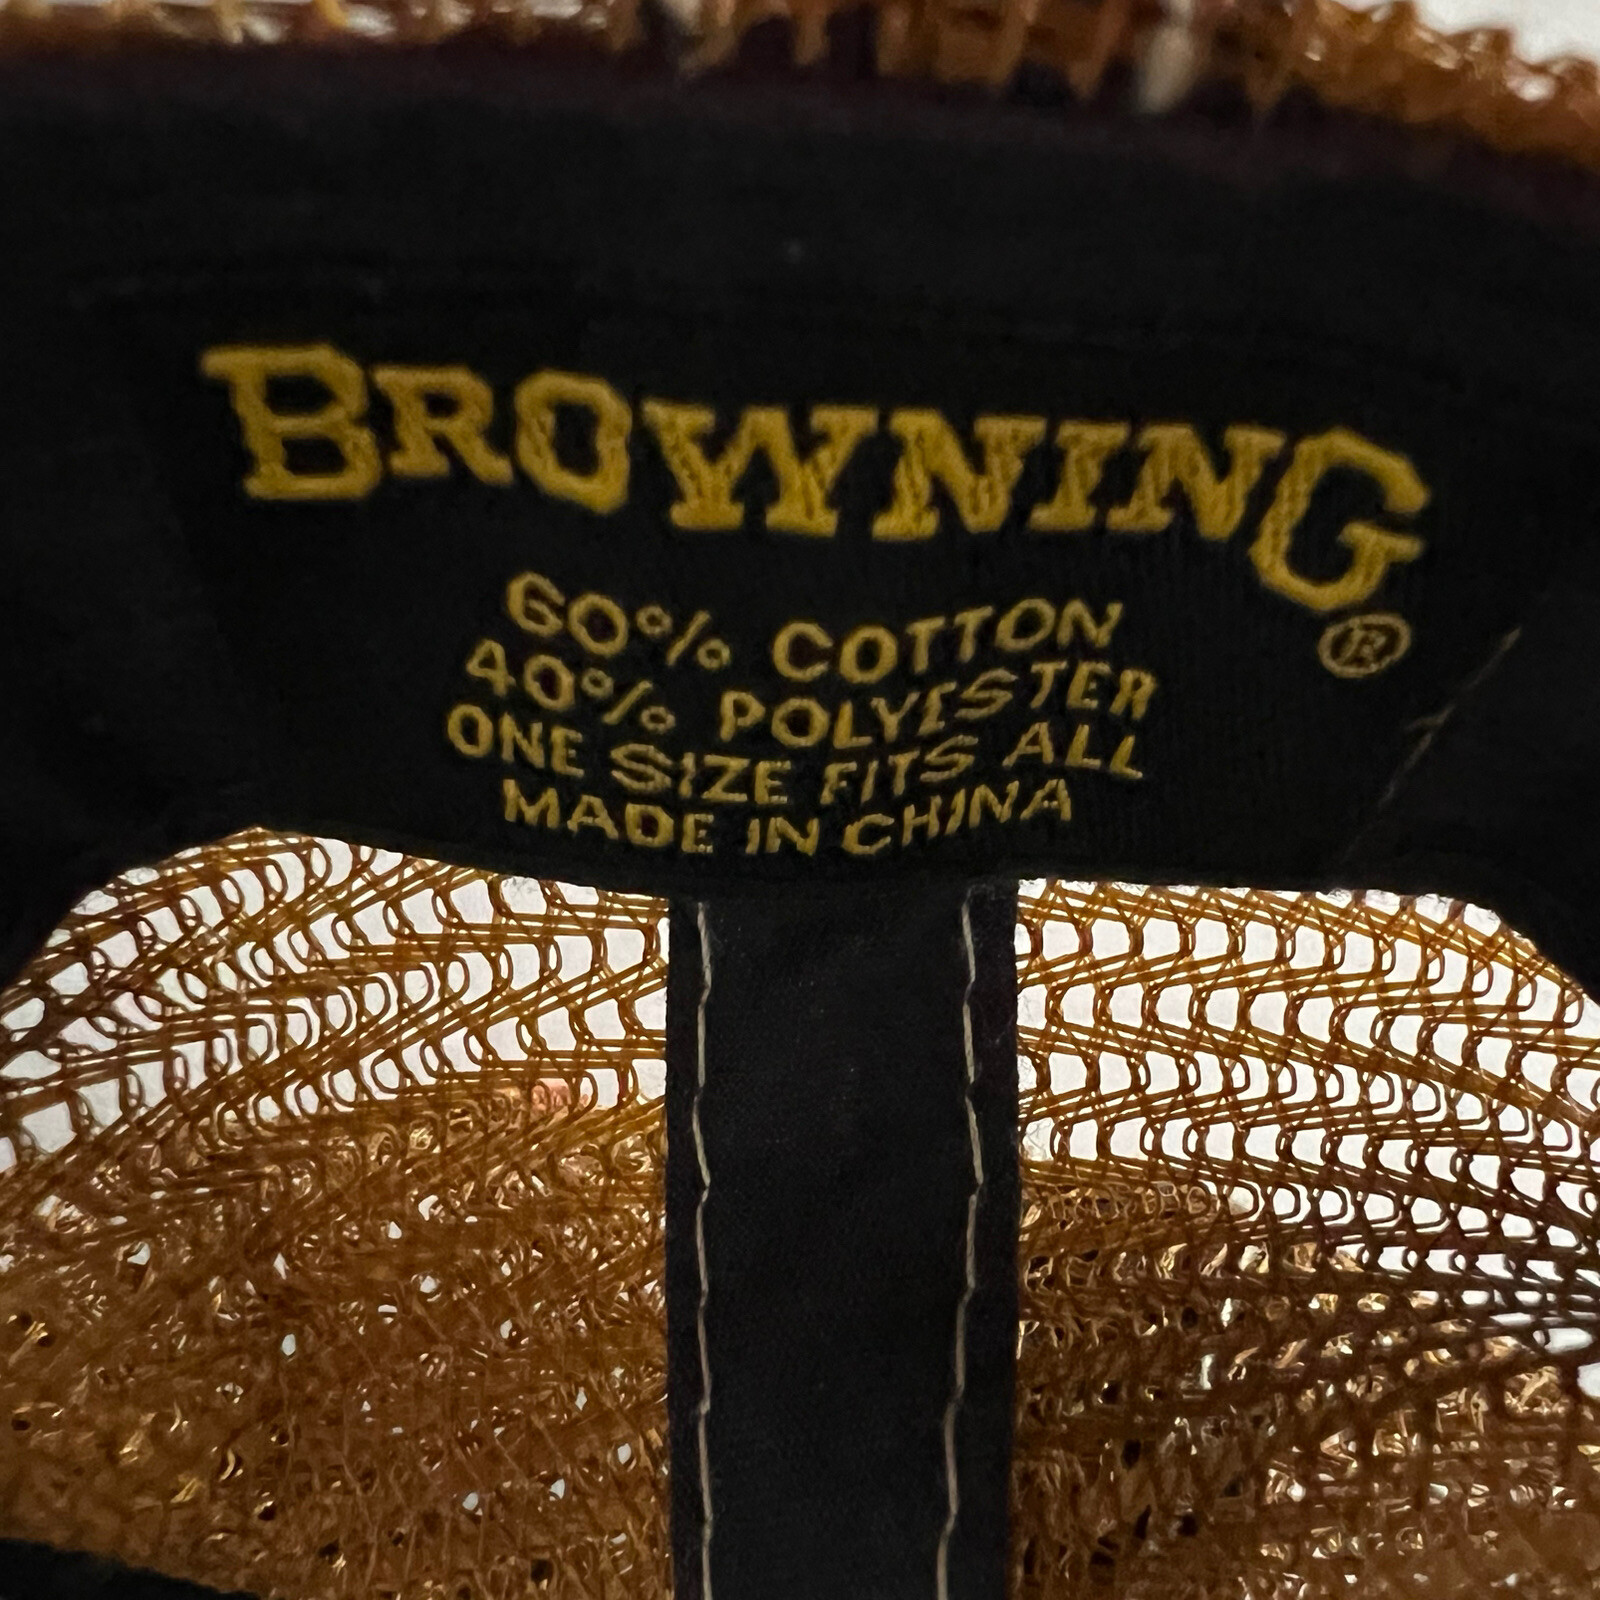 BROWNING®
60% COTTON
40% POLYESTER
ONE SIZE FITS ALL
MADE IN CHINA